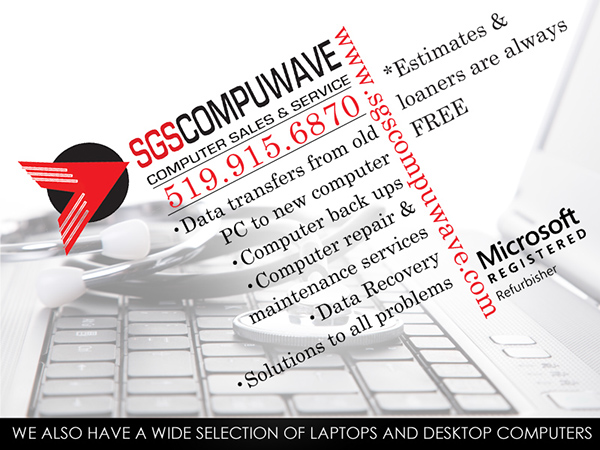 SGSCOMPUWAVE
COMPUTER SALES & SERVICE
519.915.6870
•Data transfers from old
PC to new computer
•Computer back ups
•Computer repair &
maintenance services
•Data Recovery
•Solutions to all problems
www.sgscompuwave.com
*Estimates &
loaners are always
FREE
Microsoft
REGISTERED
Refurbisher
WE ALSO HAVE A WIDE SELECTION OF LAPTOPS AND DESKTOP COMPUTERS